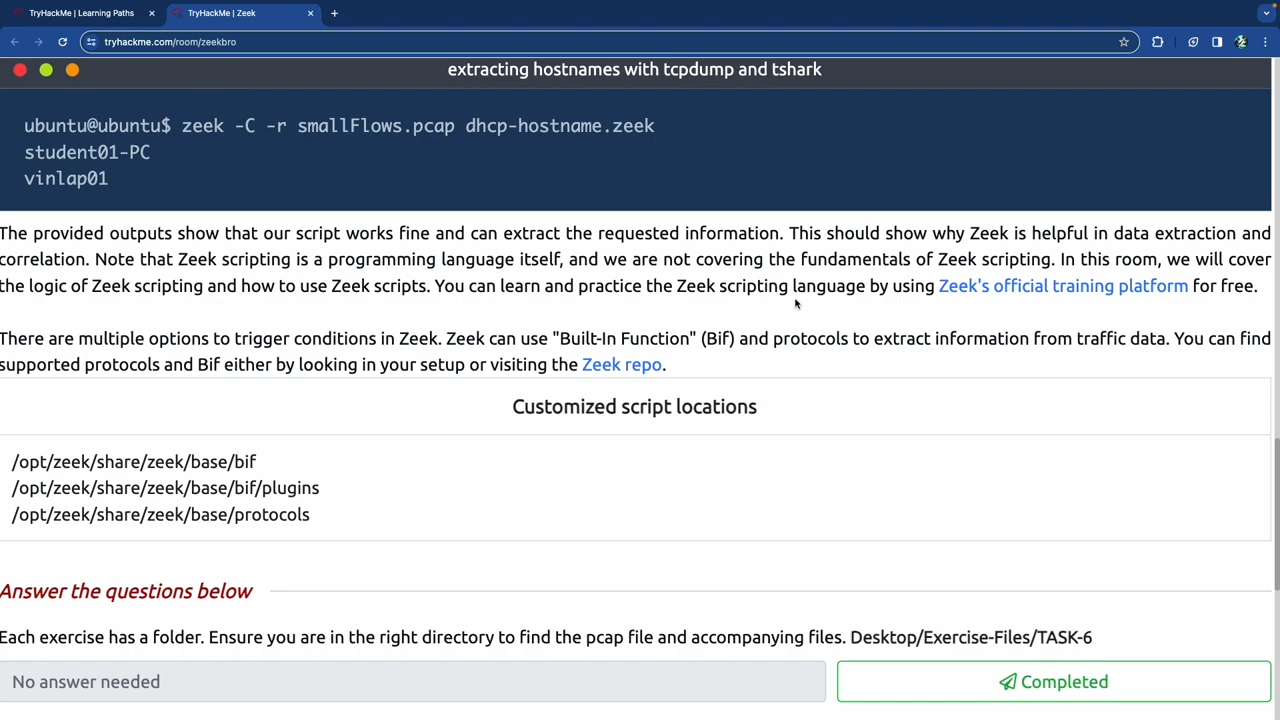 TryHackMe | Learning Paths
TryHackMe | Zeek
tryhackme.com/room/zeekbro
extracting hostnames with tcpdump and tshark
ubuntu@ubuntu$ zeek -C -r smallFlows.pcap dhcp-hostname.zeek
student01-PC
vinlap01
The provided outputs show that our script works fine and can extract the requested information. This should show why Zeek is helpful in data extraction and
correlation. Note that Zeek scripting is a programming language itself, and we are not covering the fundamentals of Zeek scripting. In this room, we will cover
the logic of Zeek scripting and how to use Zeek scripts. You can learn and practice the Zeek scripting language by using Zeek's official training platform for free.
There are multiple options to trigger conditions in Zeek. Zeek can use "Built-In Function" (Bif) and protocols to extract information from traffic data. You can find
supported protocols and Bif either by looking in your setup or visiting the Zeek repo.
Customized script locations
/opt/zeek/share/zeek/base/bif
/opt/zeek/share/zeek/base/bif/plugins
/opt/zeek/share/zeek/base/protocols
Answer the questions below
Each exercise has a folder. Ensure you are in the right directory to find the pcap file and accompanying files. Desktop/Exercise-Files/TASK-6
No answer needed
Completed